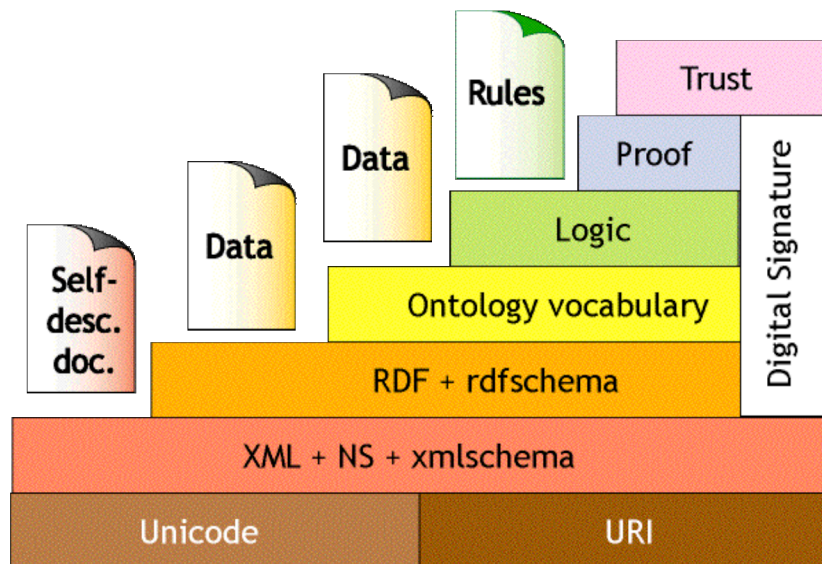 Rules
Trust
Data
Proof
Data
Logic
Self-
desc.
doc.
Ontology vocabulary
Digital Signature
RDF + rdfschema
XML + NS + xmlschema
Unicode
URI